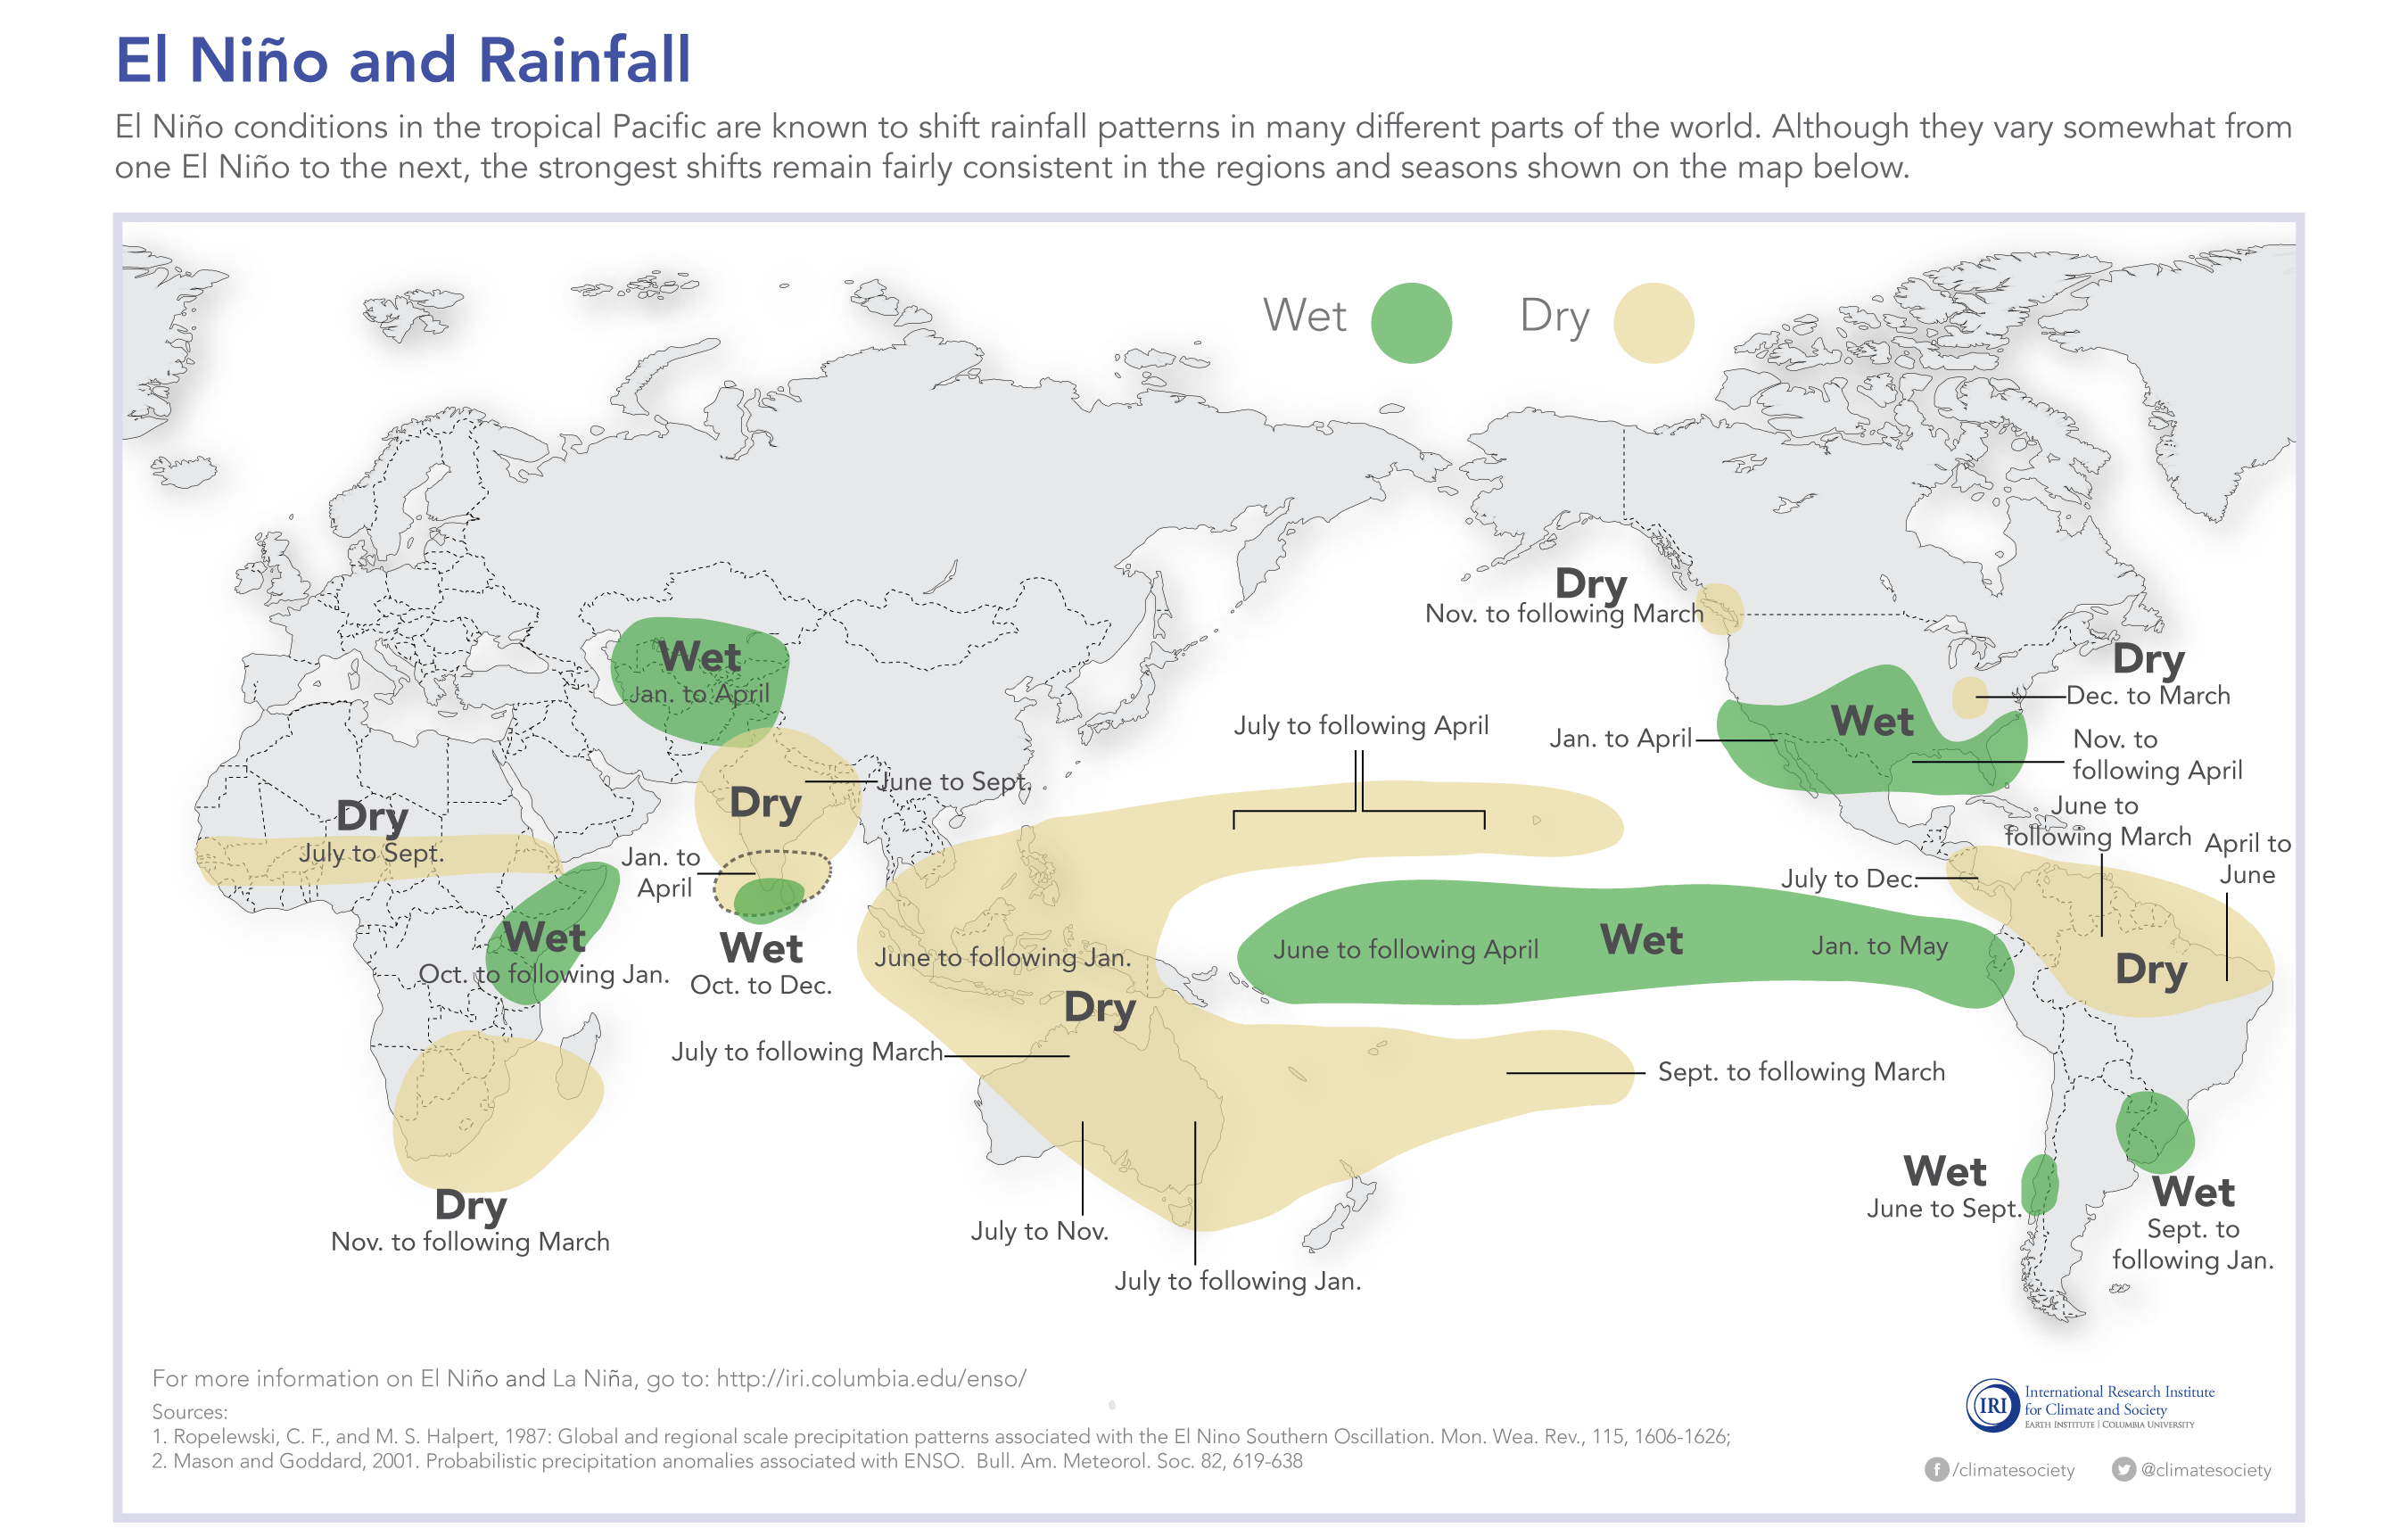 El Niño and Rainfall
El Niño conditions in the tropical Pacific are known to shift rainfall patterns in many different parts of the world. Although they vary somewhat from
one El Niño to the next, the strongest shifts remain fairly consistent in the regions and seasons shown on the map below.
Wet
Dry
Dry
Nov. to following March
Wet
Jan. to April
Dry
Dec. to March
Wet
Jan. to April
Nov. to
following April
July to following April
June to Sept.
Dry
Dry
July to Sept.
Jan. to
April
June to
following March
April to
June
July to Dec.
Wet
Oct. to following Jan.
Wet
Oct. to Dec.
June to following Jan.
Dry
June to following April
Wet
Jan. to May
Dry
July to following March
Sept. to following March
Dry
Nov. to following March
July to Nov.
July to following Jan.
Wet
June to Sept.
Wet
Sept. to
following Jan.
For more information on El Niño and La Niña, go to: http://iri.columbia.edu/enso/
Sources:
1. Ropelewski, C. F., and M. S. Halpert, 1987: Global and regional scale precipitation patterns associated with the El Nino Southern Oscillation. Mon. Wea. Rev., 115, 1606-1626;
2. Mason and Goddard, 2001. Probabilistic precipitation anomalies associated with ENSO. Bull. Am. Meteorol. Soc. 82, 619-638
IRI
International Research Institute
for Climate and Society
EARTH INSTITUTE | COLUMBIA UNIVERSITY
f /climatesociety
@climatesociety